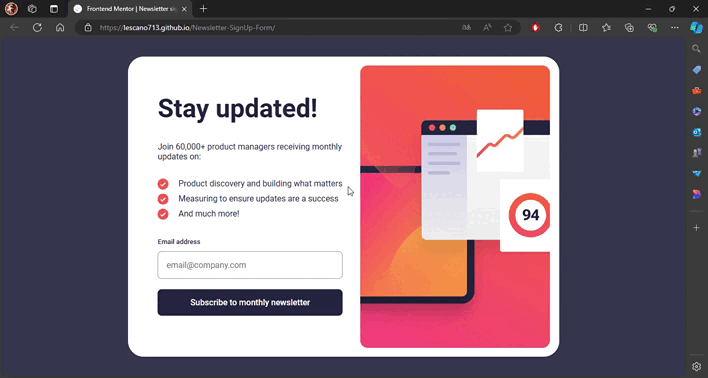 Frontend Mentor | Newsletter sig
https://lescano713.github.io/Newsletter-SignUp-Form/
Stay updated!
Join 60,000+ product managers receiving monthly
updates on:
Product discovery and building what matters
Measuring to ensure updates are a success
And much more!
Email address
email@company.com
Subscribe to monthly newsletter
94